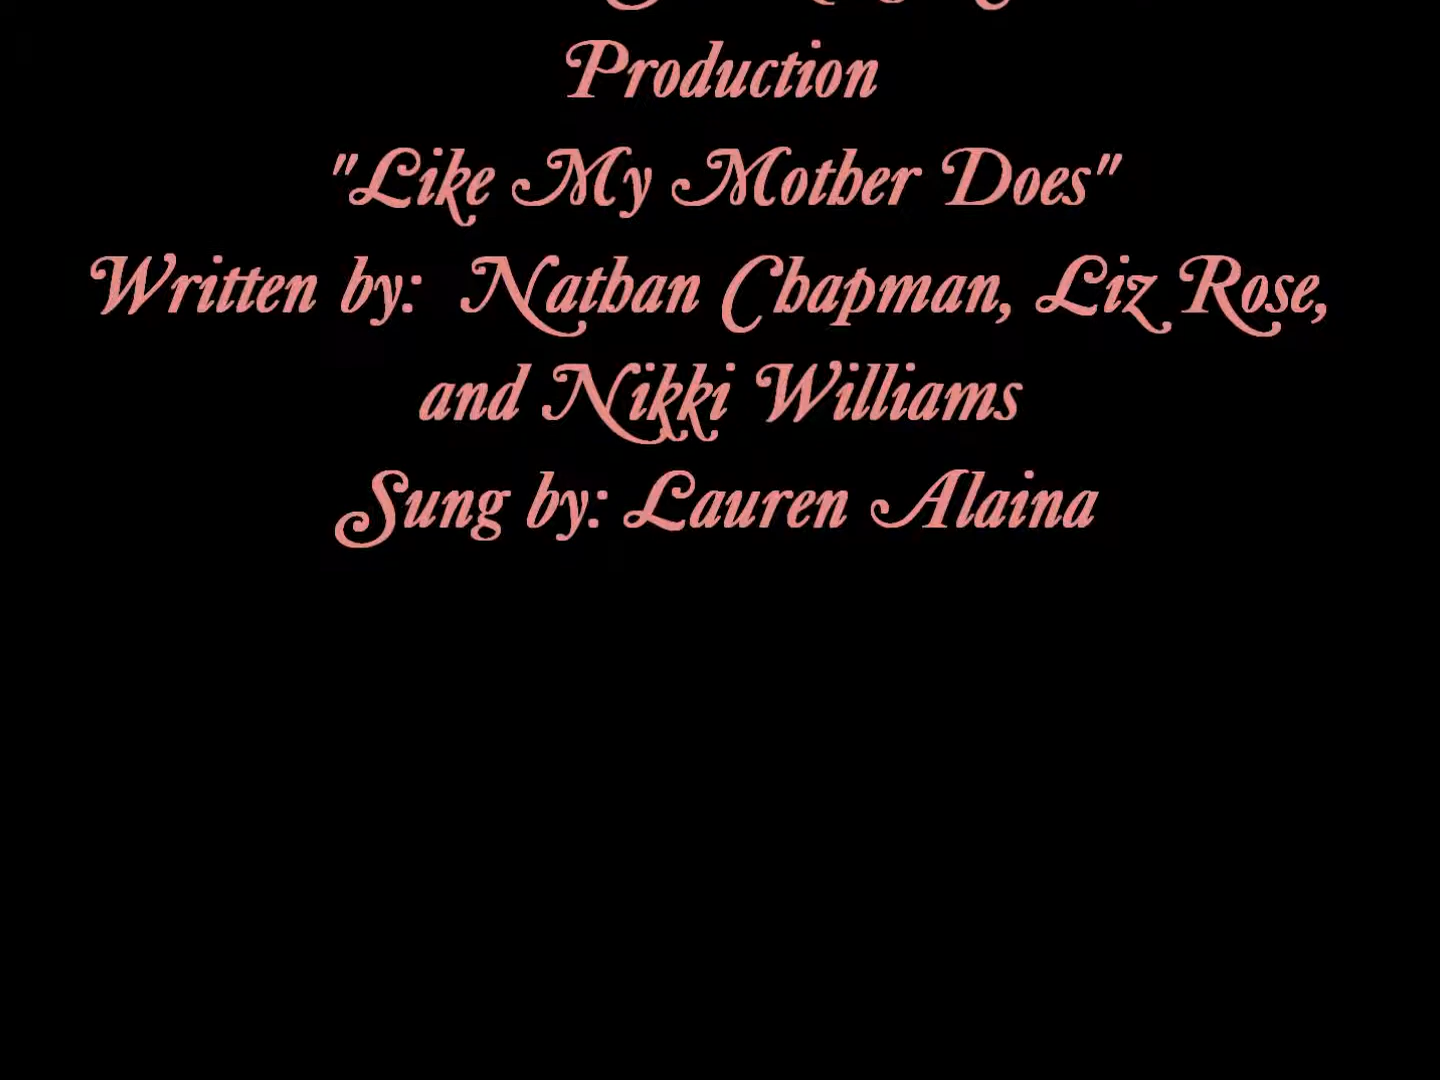 Production
"Like My Mother Does"
Written by:  Nathan Chapman, Liz Rose,
and Nikki Williams
Sung by: Lauren Alaina